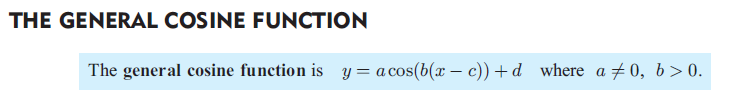 THE GENERAL COSINE FUNCTION
The general cosine function is y = a cos(b(x − c)) + d where a ≠ 0, b > 0.